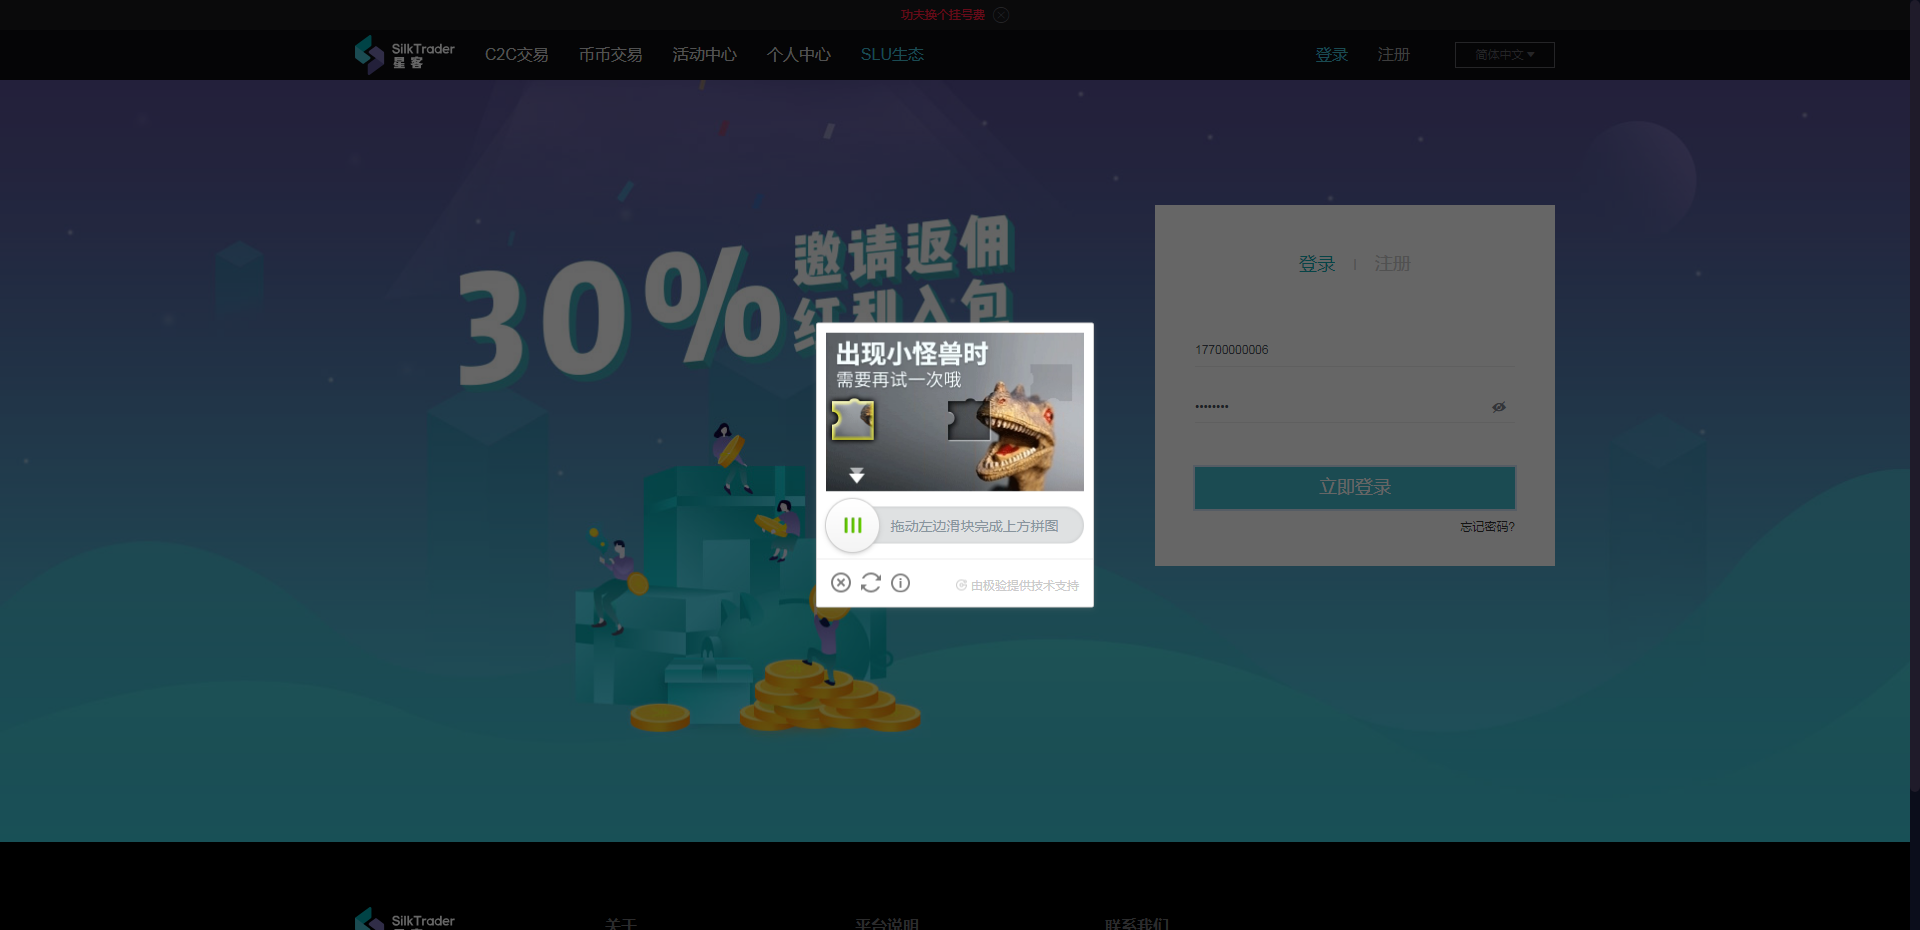 功夫换个挂号费
SilkTrader
星客
C2C交易
币币交易
活动中心
个人中心
SLU生态
登录
注册
简体中文
30%
邀请返佣
红利入包
登录
注册
17700000006
••••••••
立即登录
忘记密码?
出现小怪兽时
需要再试一次哦
拖动左边滑块完成上方拼图
由极验提供技术支持
SilkTrader
星客
关于
平台说明
联系我们